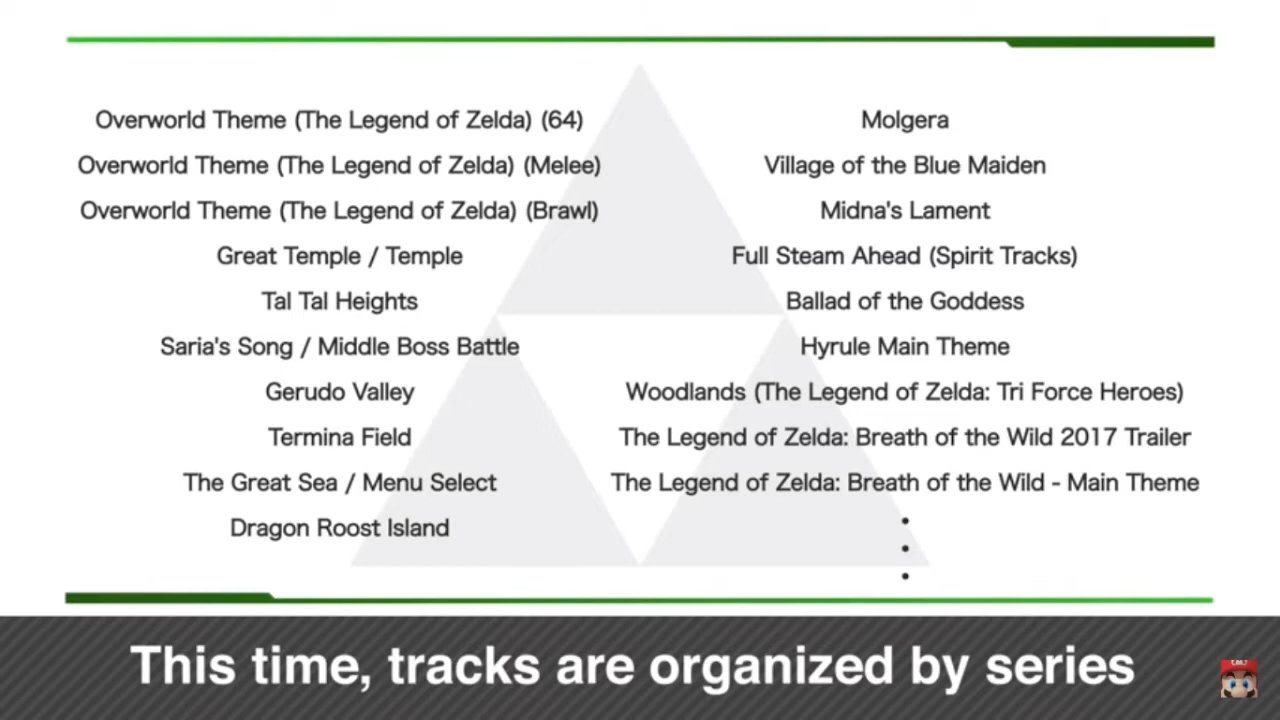 Overworld Theme (The Legend of Zelda) (64)
Overworld Theme (The Legend of Zelda) (Melee)
Overworld Theme (The Legend of Zelda) (Brawl)
Great Temple / Temple
Tal Tal Heights
Saria's Song / Middle Boss Battle
Gerudo Valley
Termina Field
The Great Sea / Menu Select
Dragon Roost Island
Molgera
Village of the Blue Maiden
Midna's Lament
Full Steam Ahead (Spirit Tracks)
Ballad of the Goddess
Hyrule Main Theme
Woodlands (The Legend of Zelda: Tri Force Heroes)
The Legend of Zelda: Breath of the Wild 2017 Trailer
The Legend of Zelda: Breath of the Wild - Main Theme
This time, tracks are organized by series